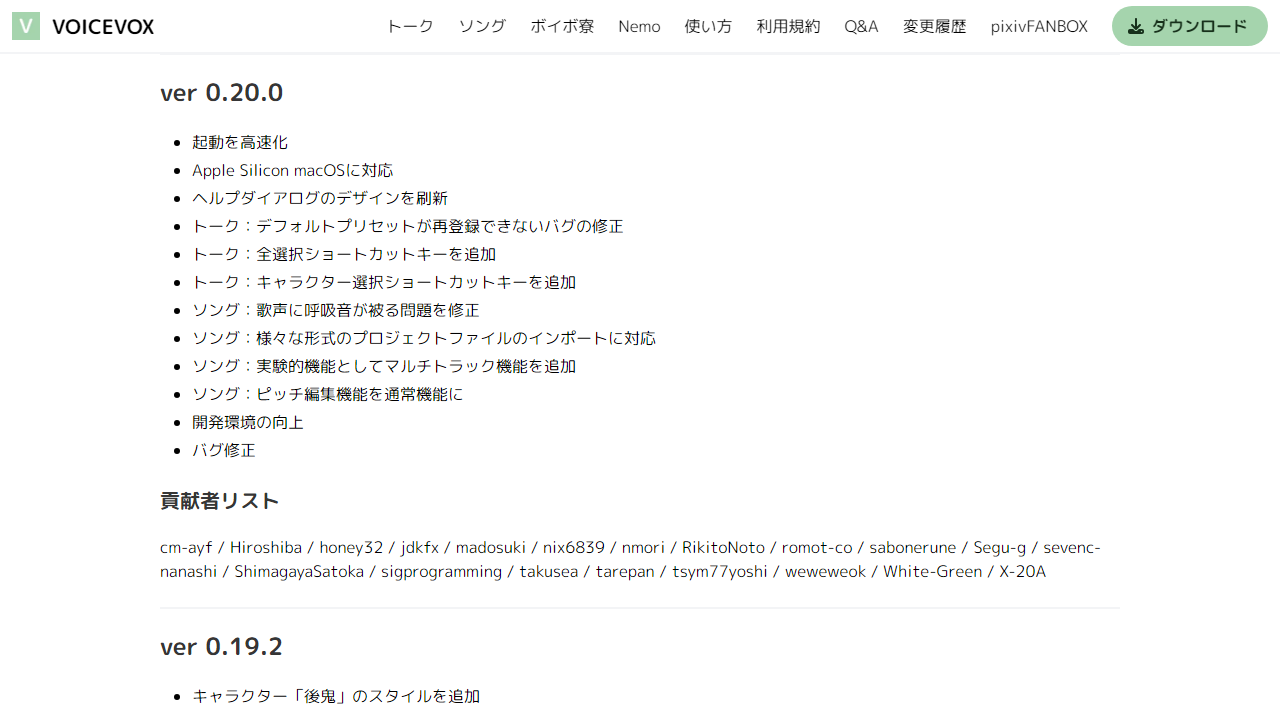 V VOICEVOX トーク ソング ボイボ寮 Nemo 使い方 利用規約 Q&A 変更履歴 pixivFANBOX ダウンロード
ver 0.20.0
起動を高速化
Apple Silicon macOSに対応
ヘルプダイアログのデザインを刷新
トーク：デフォルトプリセットが再登録できないバグの修正
トーク：全選択ショートカットキーを追加
トーク：キャラクター選択ショートカットキーを追加
ソング：歌声に呼吸音が被る問題を修正
ソング：様々な形式のプロジェクトファイルのインポートに対応
ソング：実験的機能としてマルチトラック機能を追加
ソング：ピッチ編集機能を通常機能に
開発環境の向上
バグ修正
貢献者リスト
cm-ayf / Hiroshiba / honey32 / jdkfx / madosuki / nix6839 / nmori / RikitoNoto / romot-co / sabonerune / Segu-g / sevenc-
nanashi / ShimagayaSatoka / sigprogramming / takusea / tarepan / tsym77yoshi / weweweok / White-Green / X-20A
ver 0.19.2
キャラクター「後鬼」のスタイルを追加